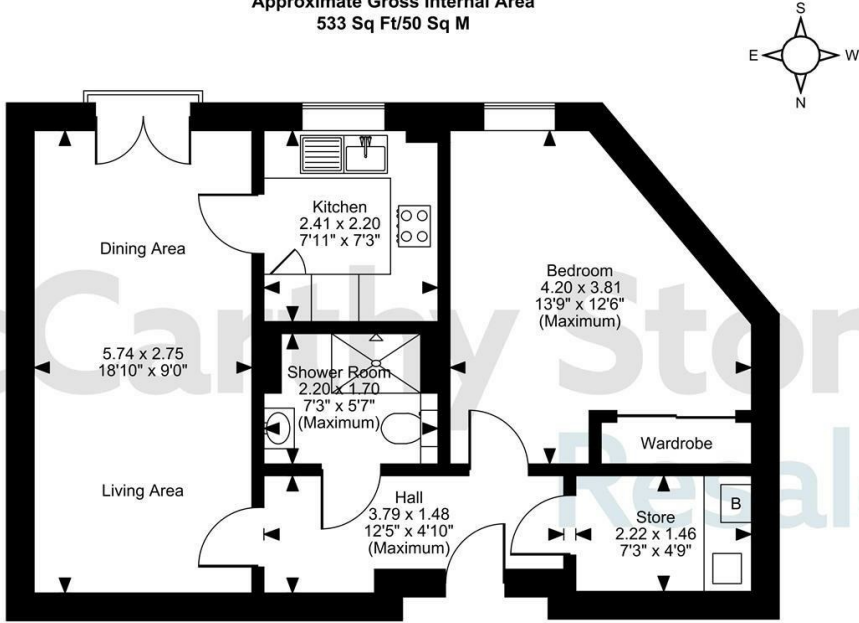 Approximate Gross Internal Area
533 Sq Ft/50 Sq M
S
E
W
N
Kitchen
2.41 x 2.20
7'11" x 7'3"
Dining Area
Bedroom
4.20 x 3.81
13'9" x 12'6"
(Maximum)
5.74 x 2.75
18'10" x 9'0"
Shower Room
2.20 x 1.70
7'3" x 5'7"
(Maximum)
Wardrobe
Living Area
Hall
3.79 x 1.48
12'5" x 4'10"
(Maximum)
Store
2.22 x 1.46
7'3" x 4'9"
B
cCarthy Ston
Resal